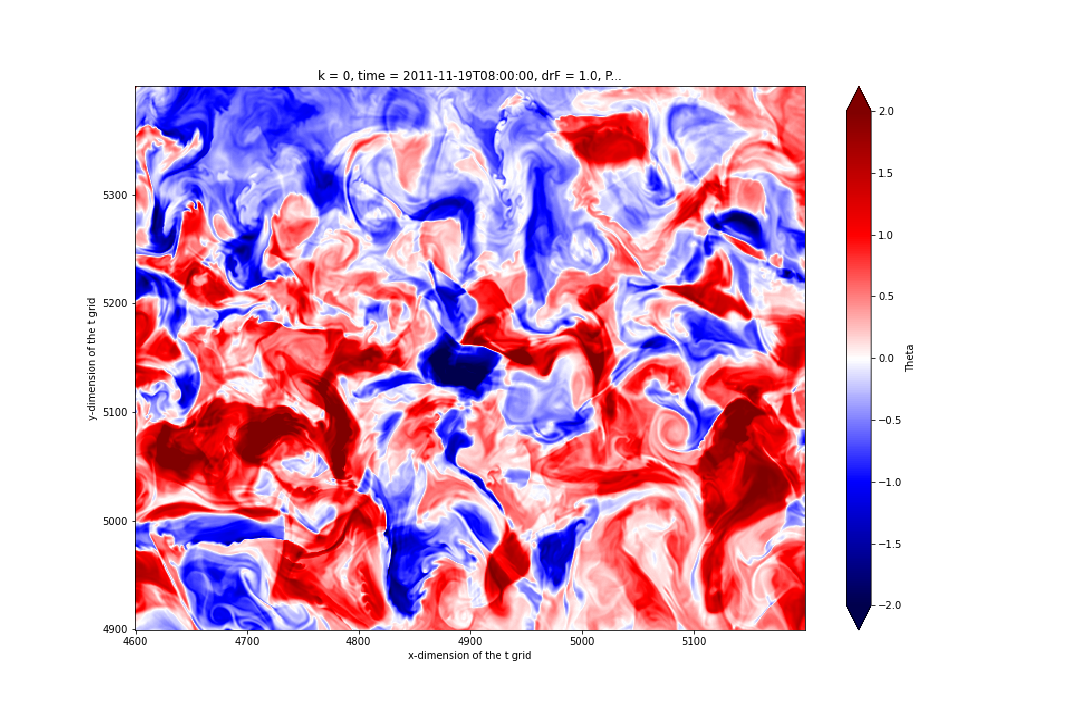 k = 0, time = 2011-11-19T08:00:00, drF = 1.0, P...
y-dimension of the t grid
5300
5200
5100
5000
4900
4600 4700 4800 4900 5000 5100
x-dimension of the t grid
2.0
1.5
1.0
0.5
0.0
−0.5
−1.0
−1.5
−2.0
Theta